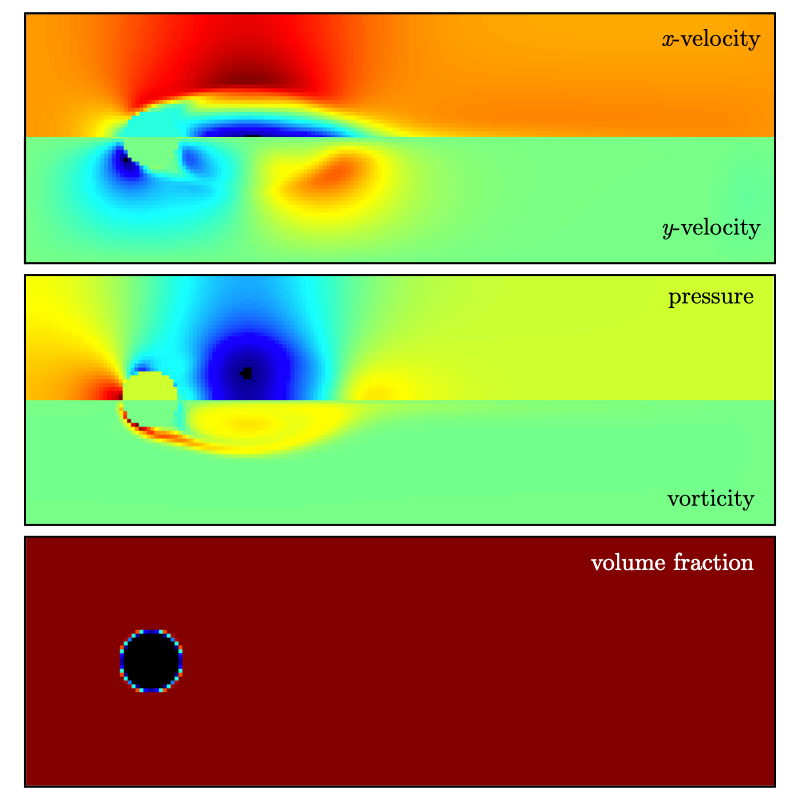 x-velocity
y-velocity
pressure
vorticity
volume fraction